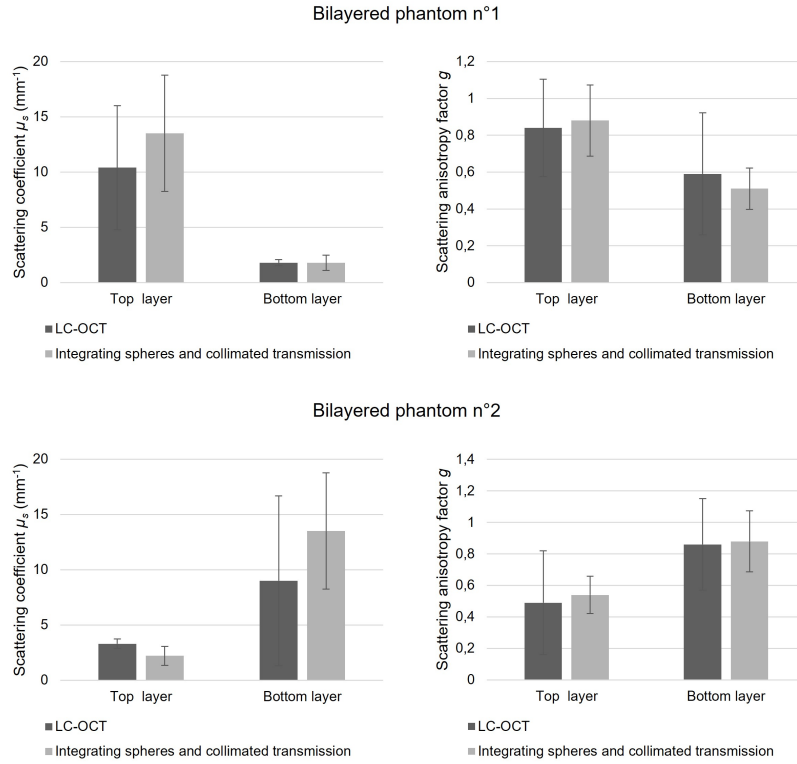 Bilayered phantom n°1
Scattering coefficient μs (mm-1)
20
15
10
5
0
Top layer
Bottom layer
LC-OCT
Integrating spheres and collimated transmission
Scattering anisotropy factor g
1,2
1
0,8
0,6
0,4
0,2
0
Top layer
Bottom layer
LC-OCT
Integrating spheres and collimated transmission
Bilayered phantom n°2
Scattering coefficient μs (mm-1)
20
15
10
5
0
Top layer
Bottom layer
LC-OCT
Integrating spheres and collimated transmission
Scattering anisotropy factor g
1,4
1,2
1
0,8
0,6
0,4
0,2
0
Top layer
Bottom layer
LC-OCT
Integrating spheres and collimated transmission